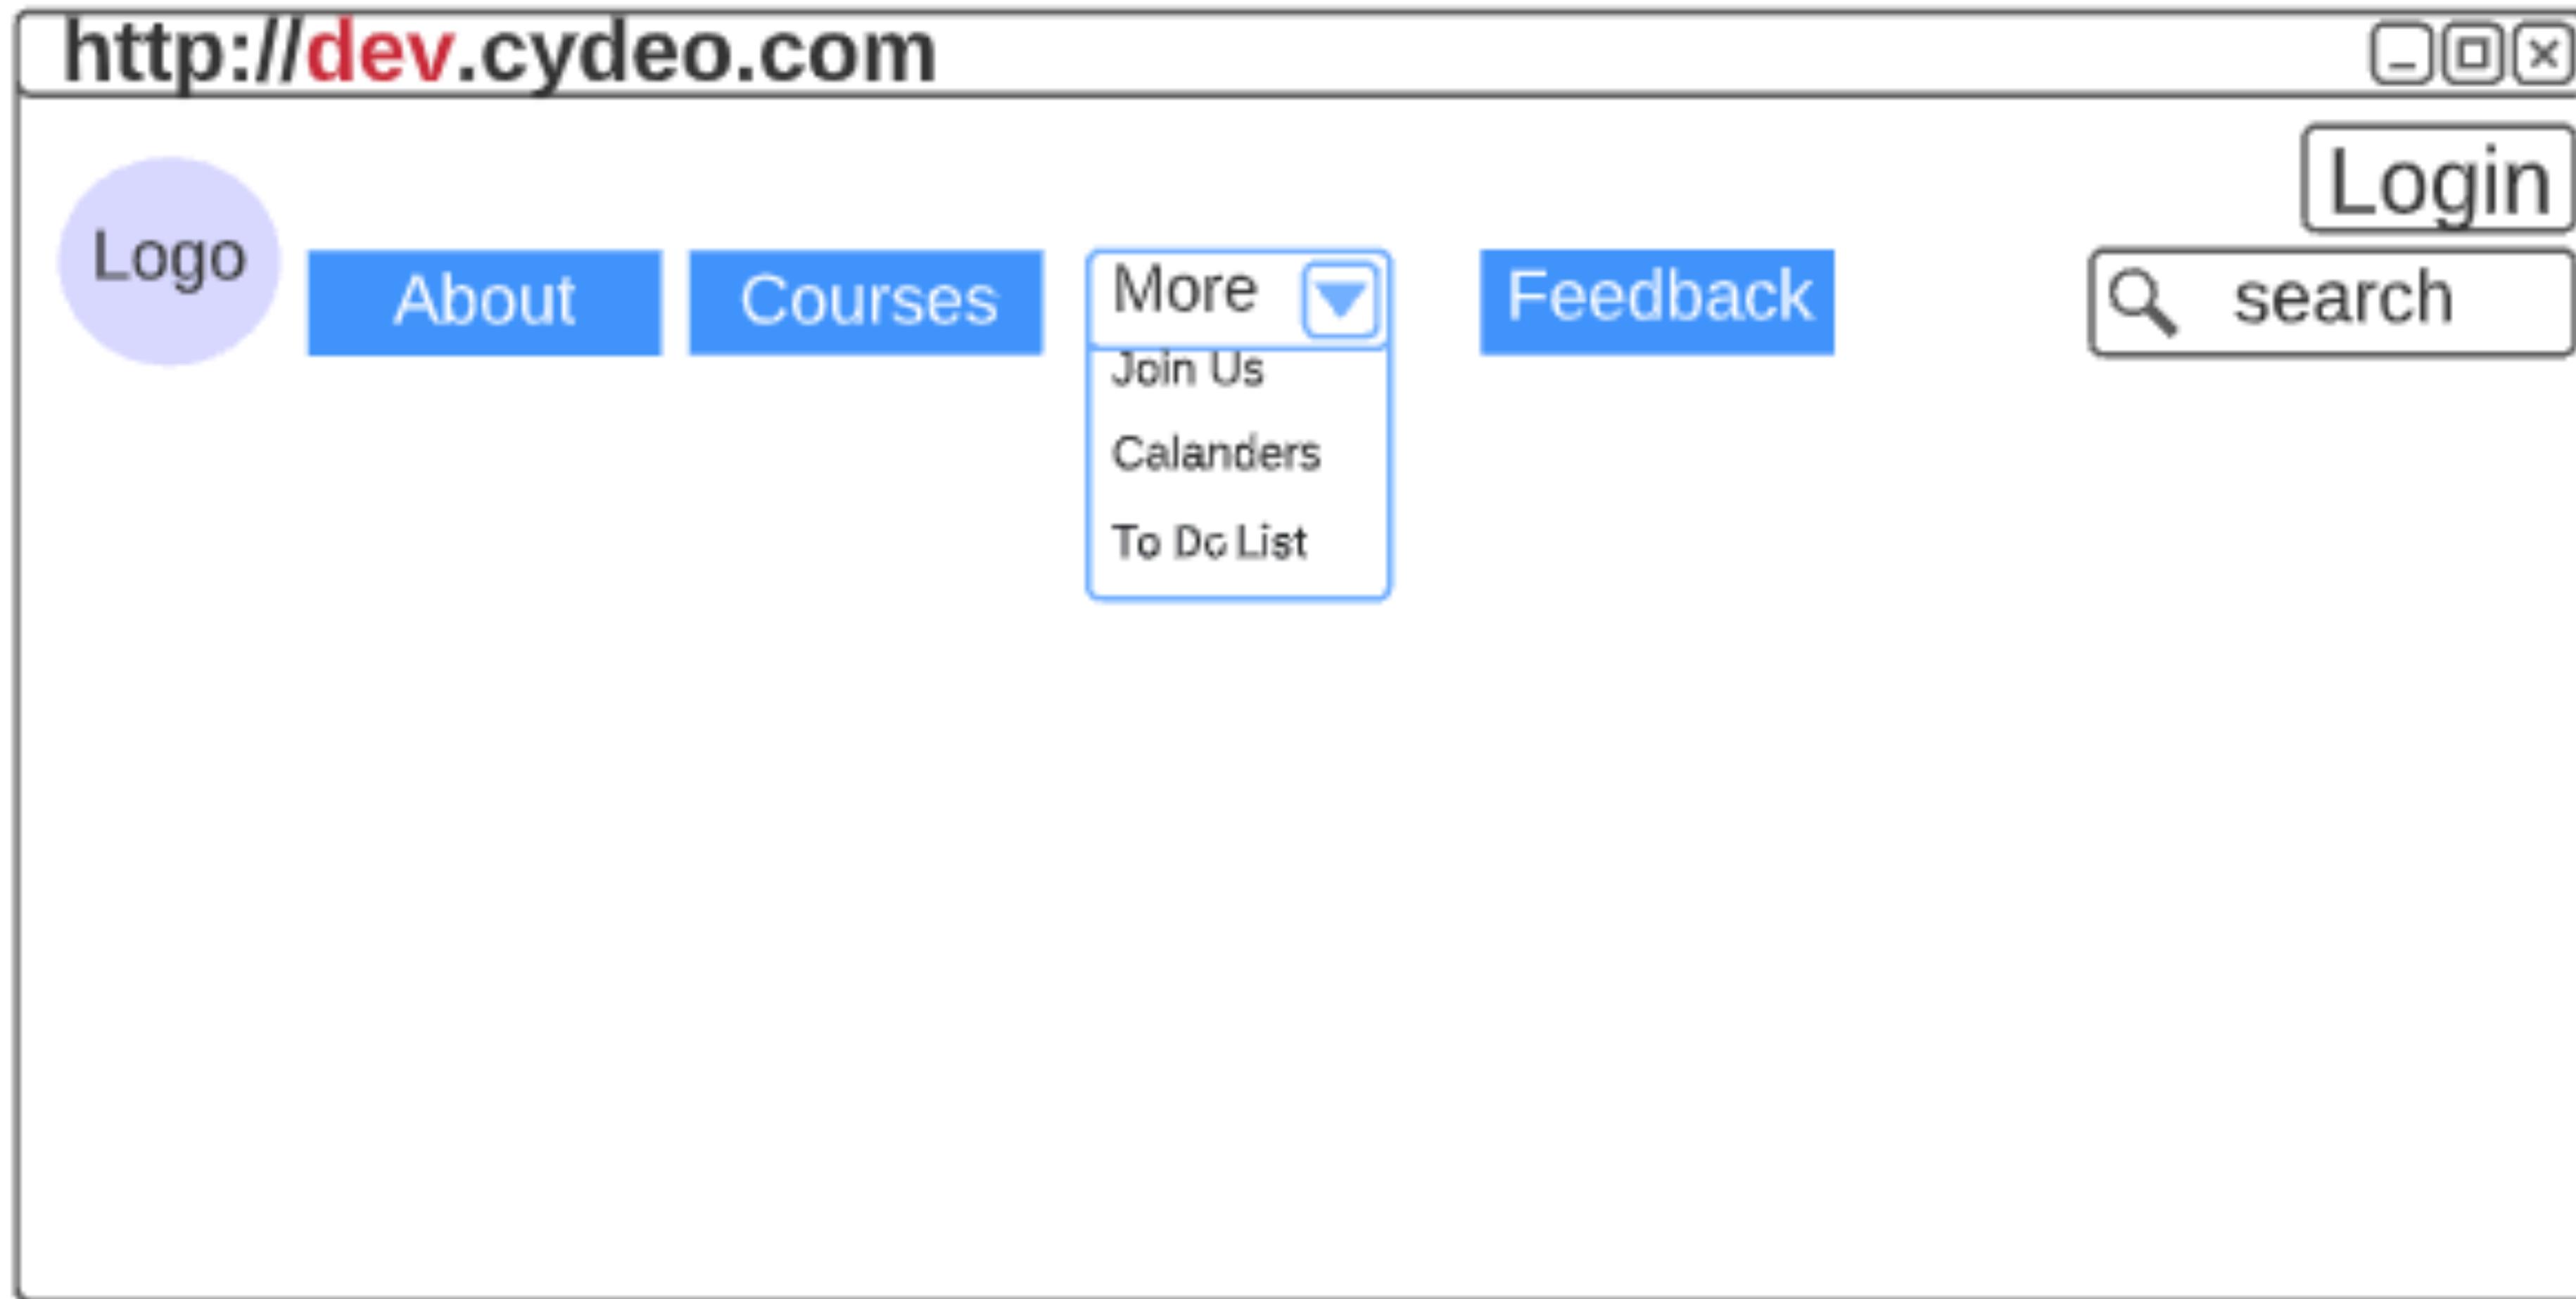 http://dev.cydeo.com
Login
Logo
About
Courses
More
Feedback
search
Join Us
Calanders
To Do List